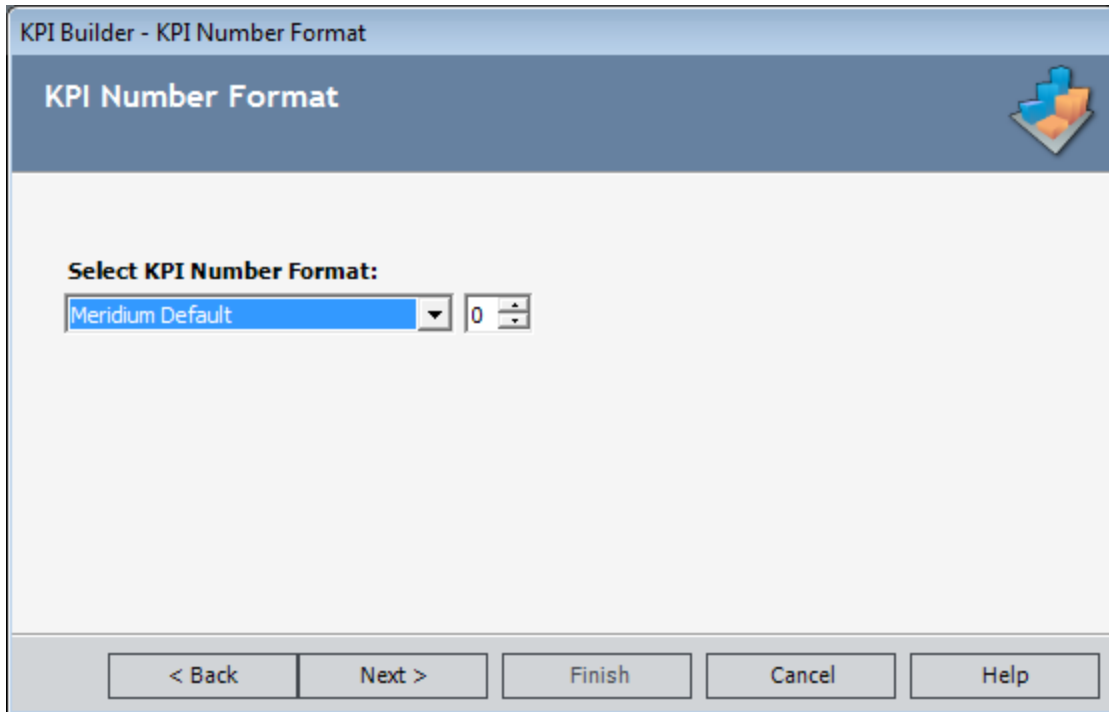 KPI Builder - KPI Number Format
KPI Number Format
Select KPI Number Format:
Meridium Default 0
< Back Next > Finish Cancel Help